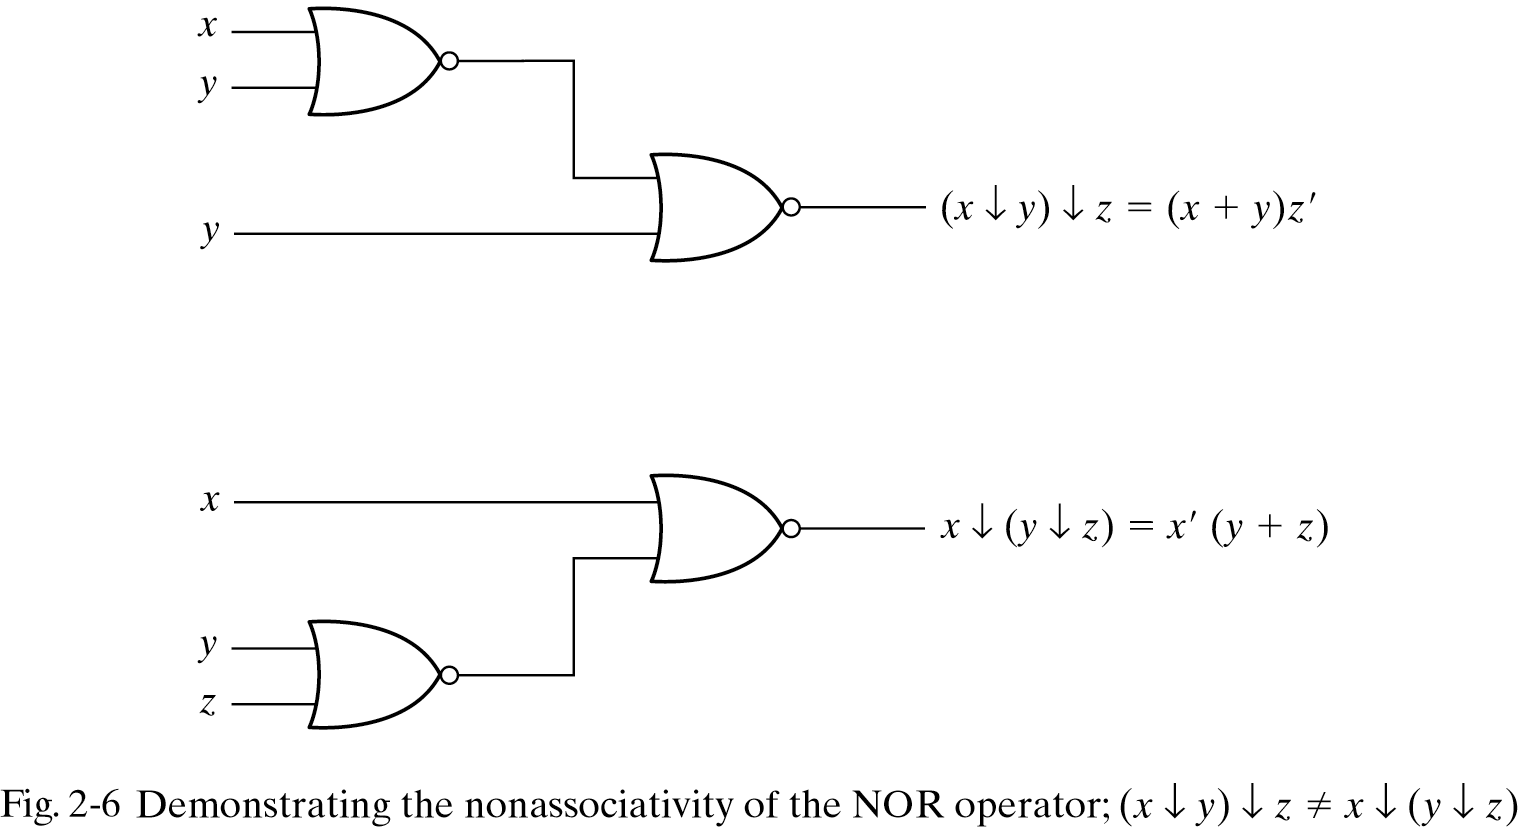 x
y
y
(x ↓ y) ↓ z = (x + y)z′
x
x ↓ (y ↓ z) = x′ (y + z)
y
z
Fig. 2-6 Demonstrating the nonassociativity of the NOR operator; (x ↓ y) ↓ z ≠ x ↓ (y ↓ z)